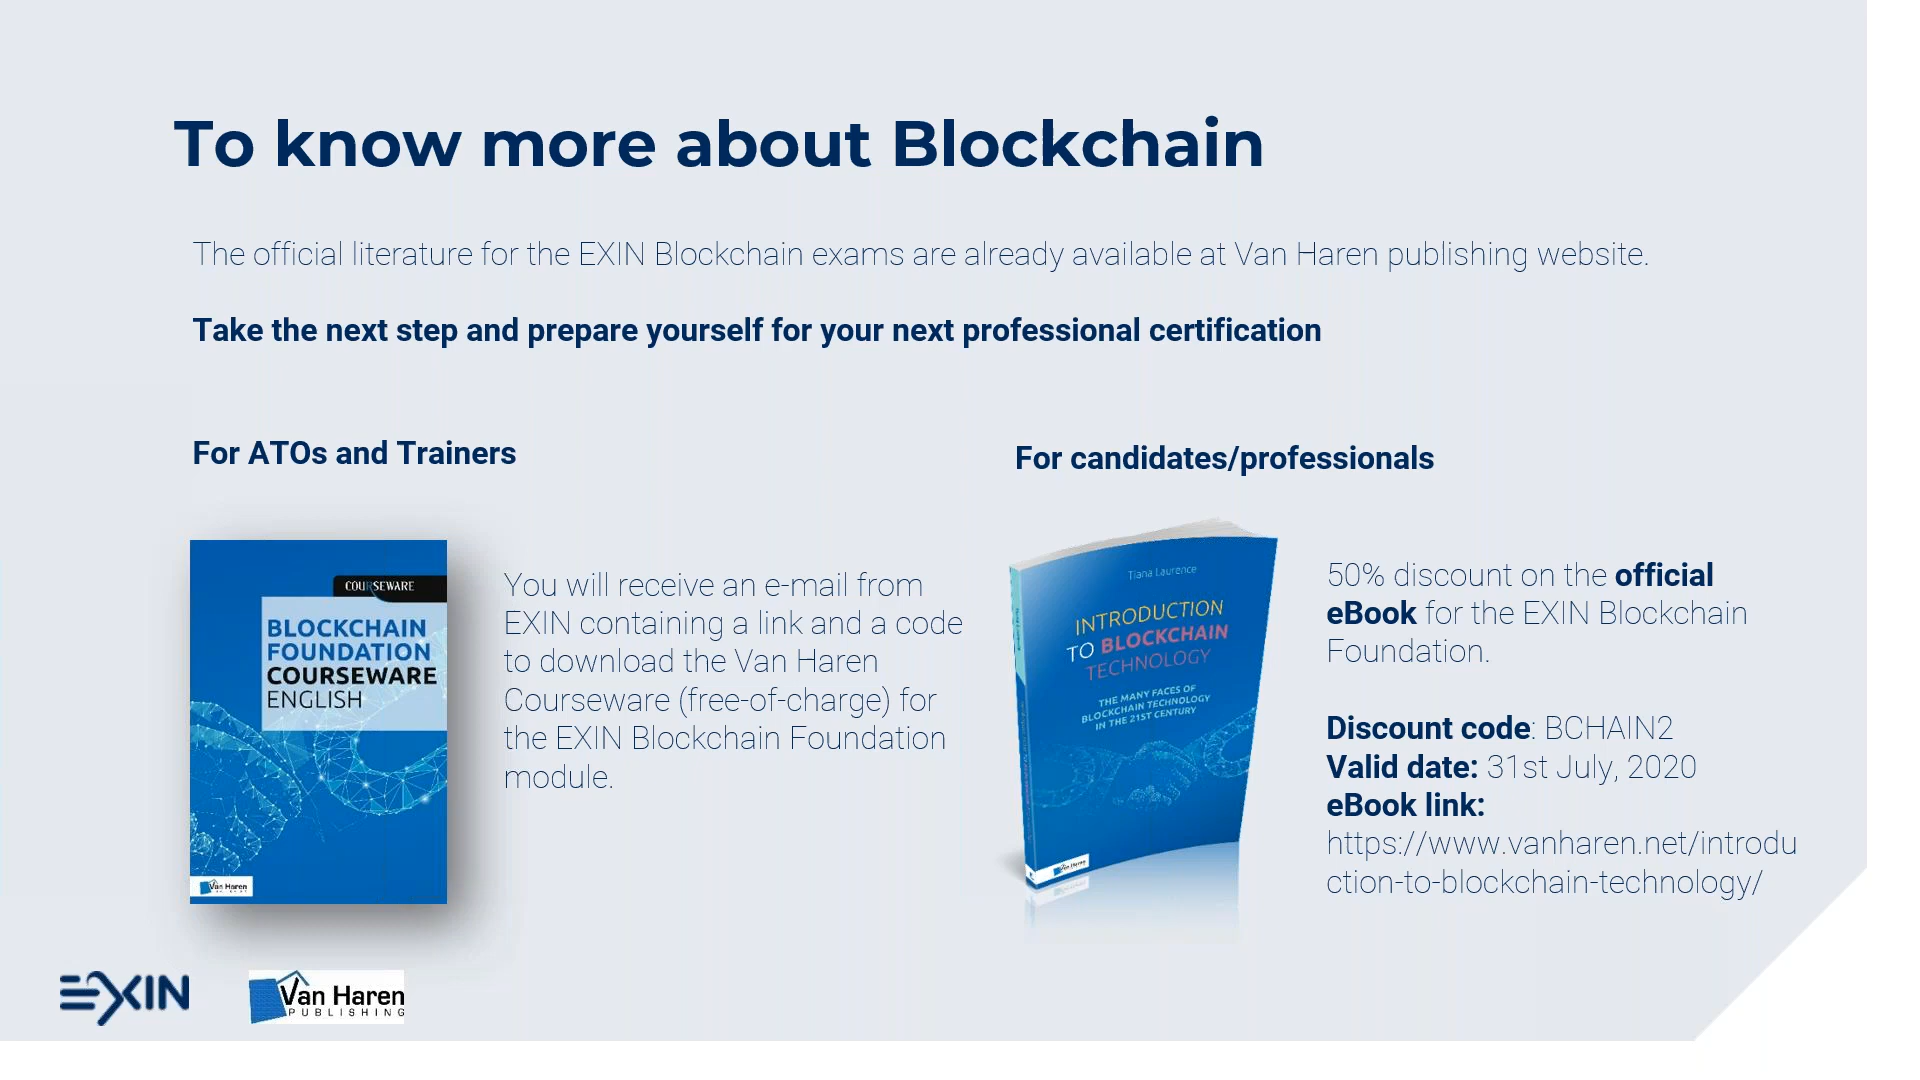 To know more about Blockchain
The official literature for the EXIN Blockchain exams are already available at Van Haren publishing website.
Take the next step and prepare yourself for your next professional certification
For ATOs and Trainers
COURSEWARE
BLOCKCHAIN
FOUNDATION
COURSEWARE
ENGLISH
Van Haren
You will receive an e-mail from
EXIN containing a link and a code
to download the Van Haren
Courseware (free-of-charge) for
the EXIN Blockchain Foundation
module.
For candidates/professionals
Tiana Laurence
INTRODUCTION
TO BLOCKCHAIN
TECHNOLOGY
THE MANY FACES OF
BLOCKCHAIN TECHNOLOGY
IN THE 21ST CENTURY
Van Haren
50% discount on the official
eBook for the EXIN Blockchain
Foundation.
Discount code: BCHAIN2
Valid date: 31st July, 2020
eBook link:
https://www.vanharen.net/introdu
ction-to-blockchain-technology/
EXIN
Van Haren
PUBLISHING